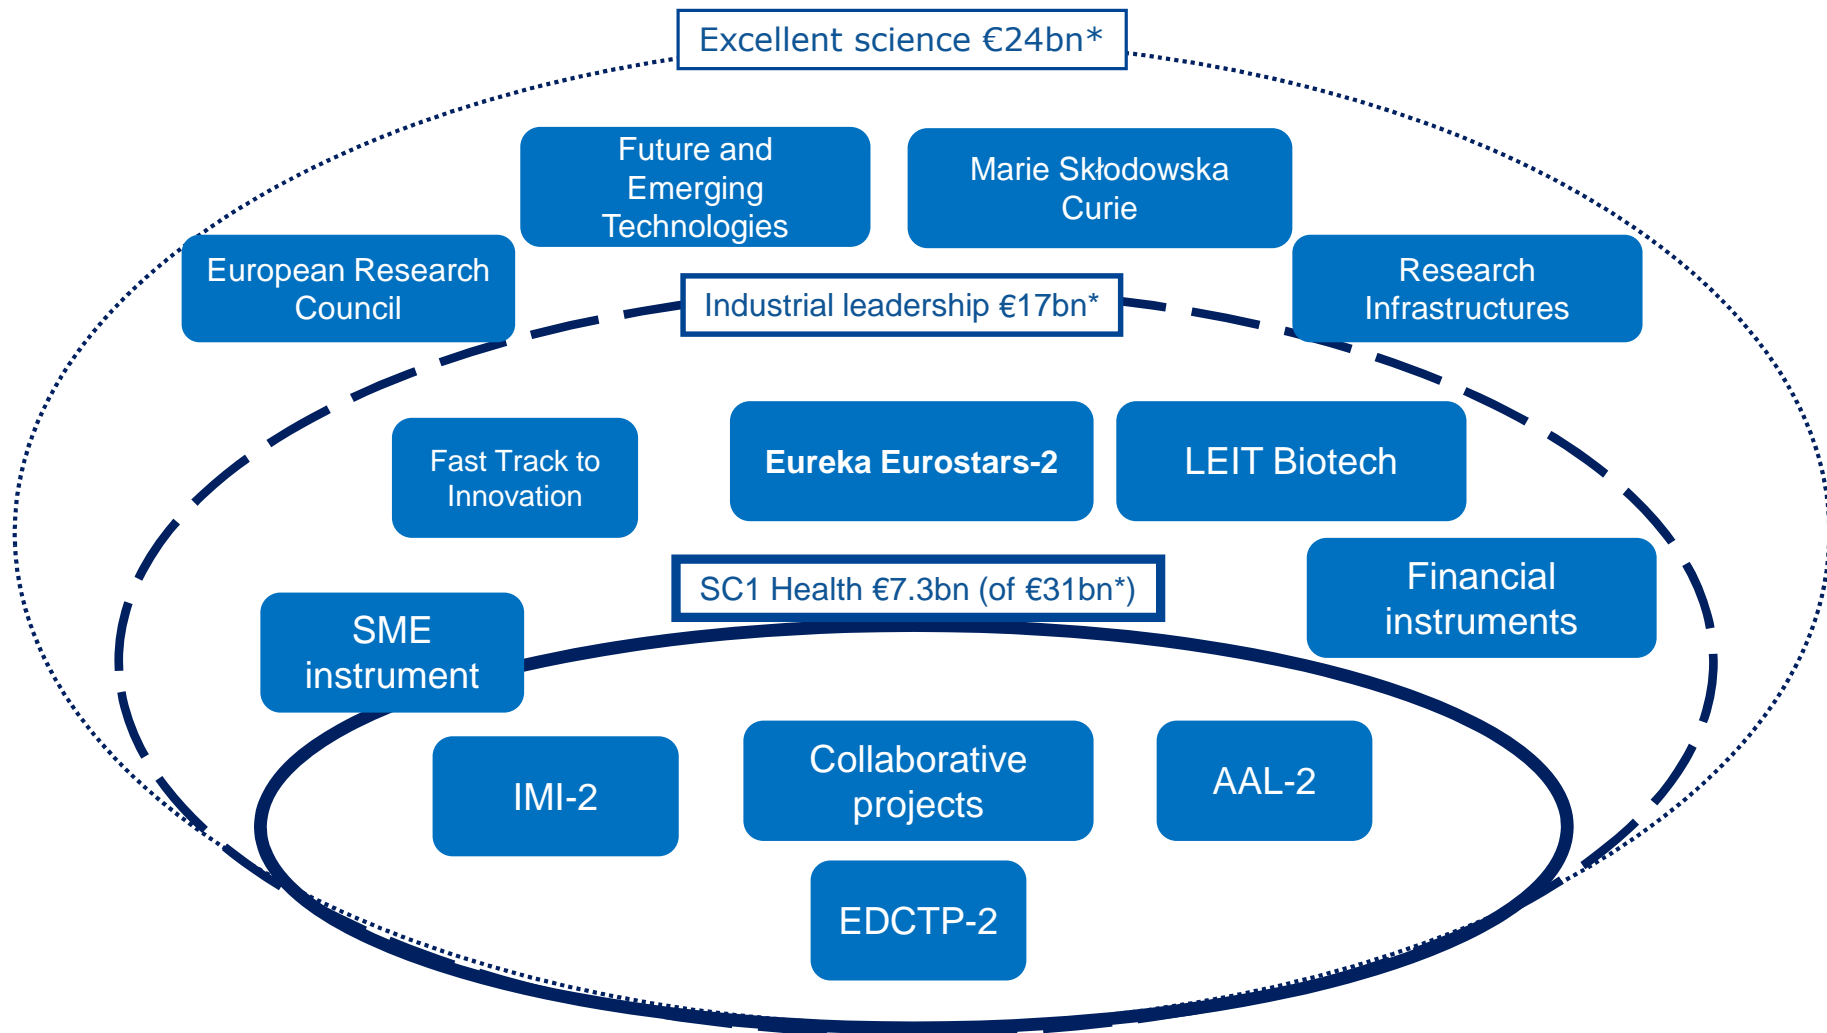 Excellent science €24bn*
Future and
Emerging
Technologies
Marie Skłodowska
Curie
European Research
Council
Research
Infrastructures
Industrial leadership €17bn*
Fast Track to
Innovation
Eureka Eurostars-2
LEIT Biotech
Financial
instruments
SC1 Health €7.3bn (of €31bn*)
SME
instrument
IMI-2
Collaborative
projects
AAL-2
EDCTP-2